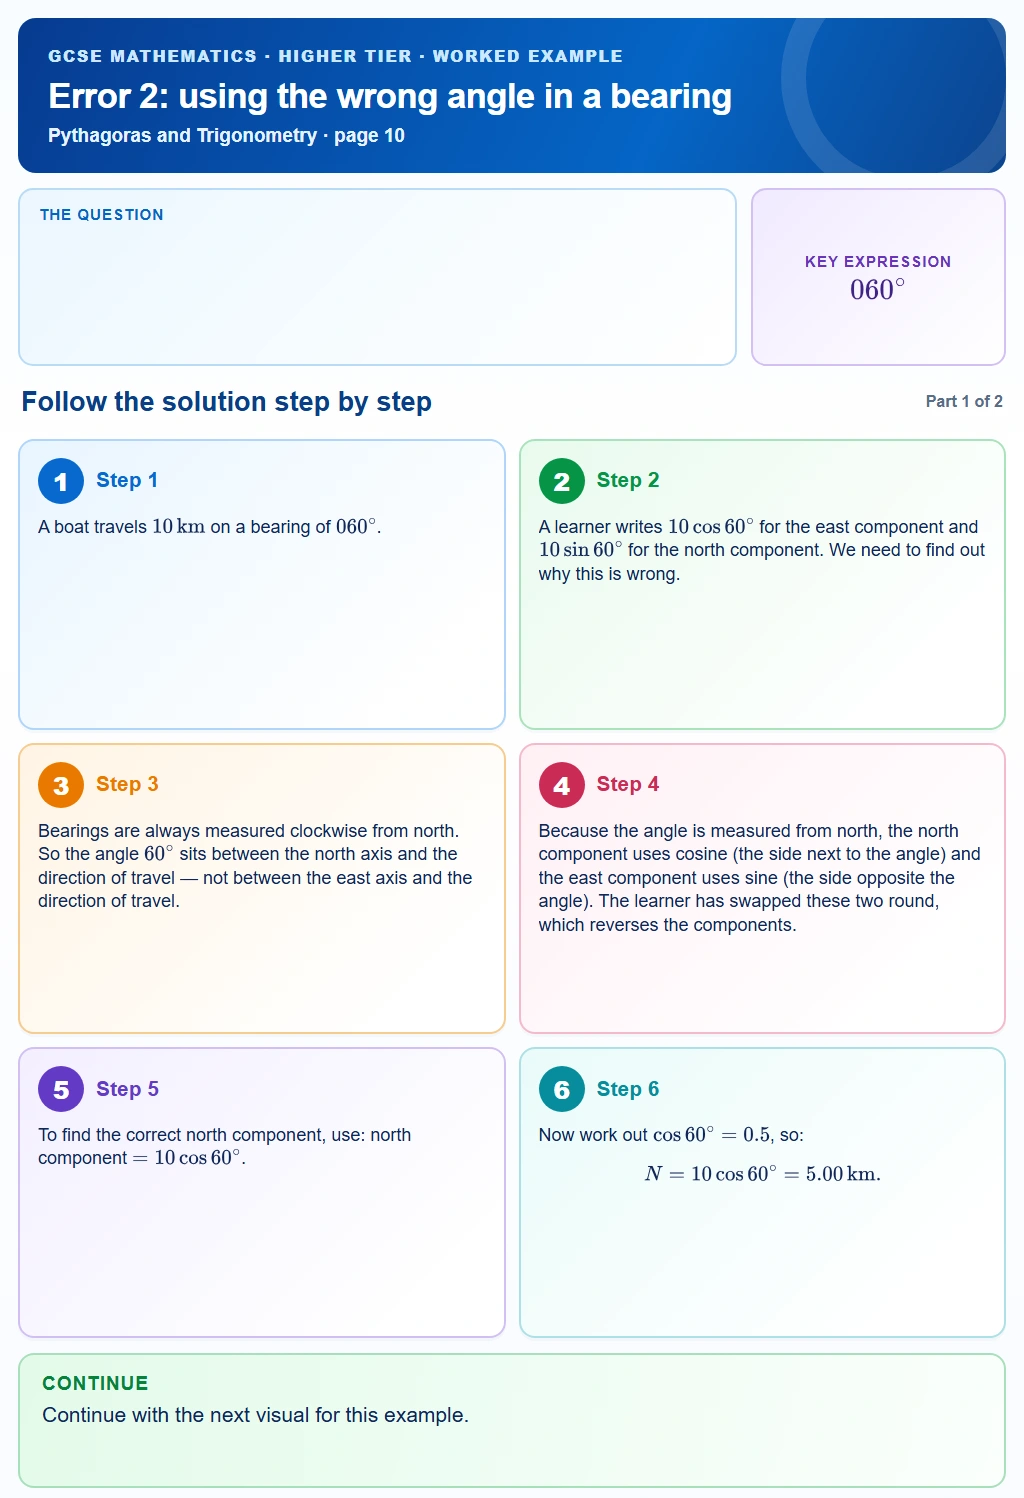 GCSE MATHEMATICS · HIGHER TIER · WORKED EXAMPLE
Error 2: using the wrong angle in a bearing
Pythagoras and Trigonometry · page 10
THE QUESTION
KEY EXPRESSION
060°
Follow the solution step by step
Part 1 of 2
1 Step 1
A boat travels 10 km on a bearing of 060°.
2 Step 2
A learner writes 10 cos 60° for the east component and
10 sin 60° for the north component. We need to find out
why this is wrong.
3 Step 3
Bearings are always measured clockwise from north.
So the angle 60° sits between the north axis and the
direction of travel — not between the east axis and the
direction of travel.
4 Step 4
Because the angle is measured from north, the north
component uses cosine (the side next to the angle) and
the east component uses sine (the side opposite the
angle). The learner has swapped these two round,
which reverses the components.
5 Step 5
To find the correct north component, use: north
component = 10 cos 60°.
6 Step 6
Now work out cos 60° = 0.5, so:
N = 10 cos 60° = 5.00 km.
CONTINUE
Continue with the next visual for this example.